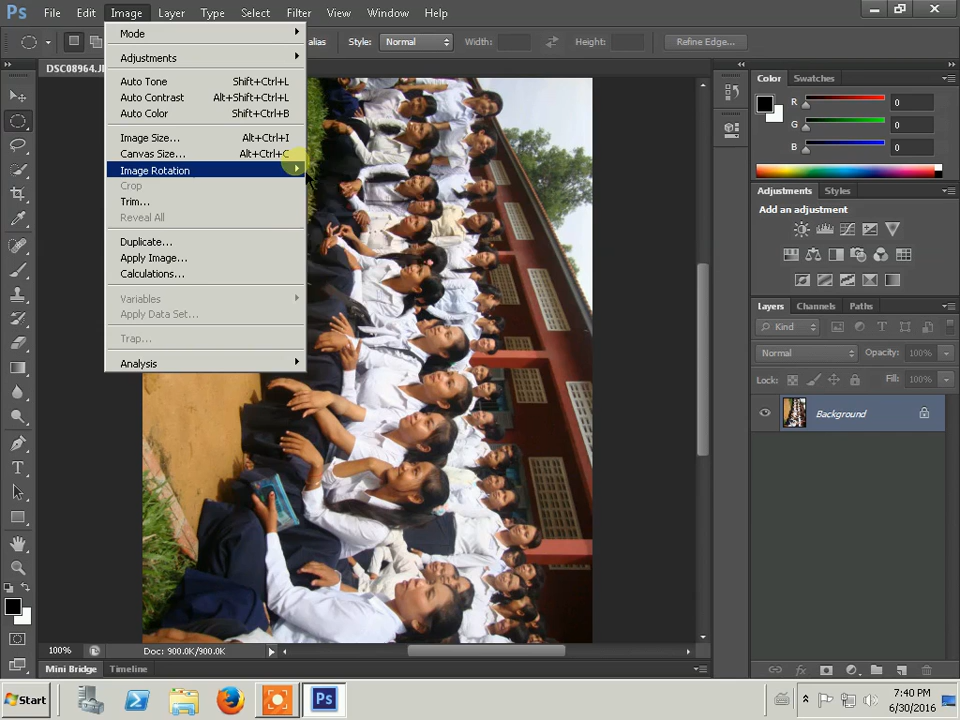 Ps File Edit Image Layer Type Select Filter View Window Help
alias Style: Normal Width: Height: Refine Edge...
Mode
Adjustments
Auto Tone Shift+Ctrl+L
Auto Contrast Alt+Shift+Ctrl+L
Auto Color Shift+Ctrl+B
Image Size... Alt+Ctrl+I
Canvas Size... Alt+Ctrl+C
Image Rotation
Crop
Trim...
Reveal All
Duplicate...
Apply Image...
Calculations...
Variables
Apply Data Set...
Trap...
Analysis
DSC08964.J
Color Swatches
R 0
G 0
B 0
Adjustments Styles
Add an adjustment
Layers Channels Paths
Kind
Normal Opacity: 100%
Lock: Fill: 100%
Background
100% Doc: 900.0K/900.0K
Mini Bridge Timeline
Start Ps 7:40 PM
6/30/2016